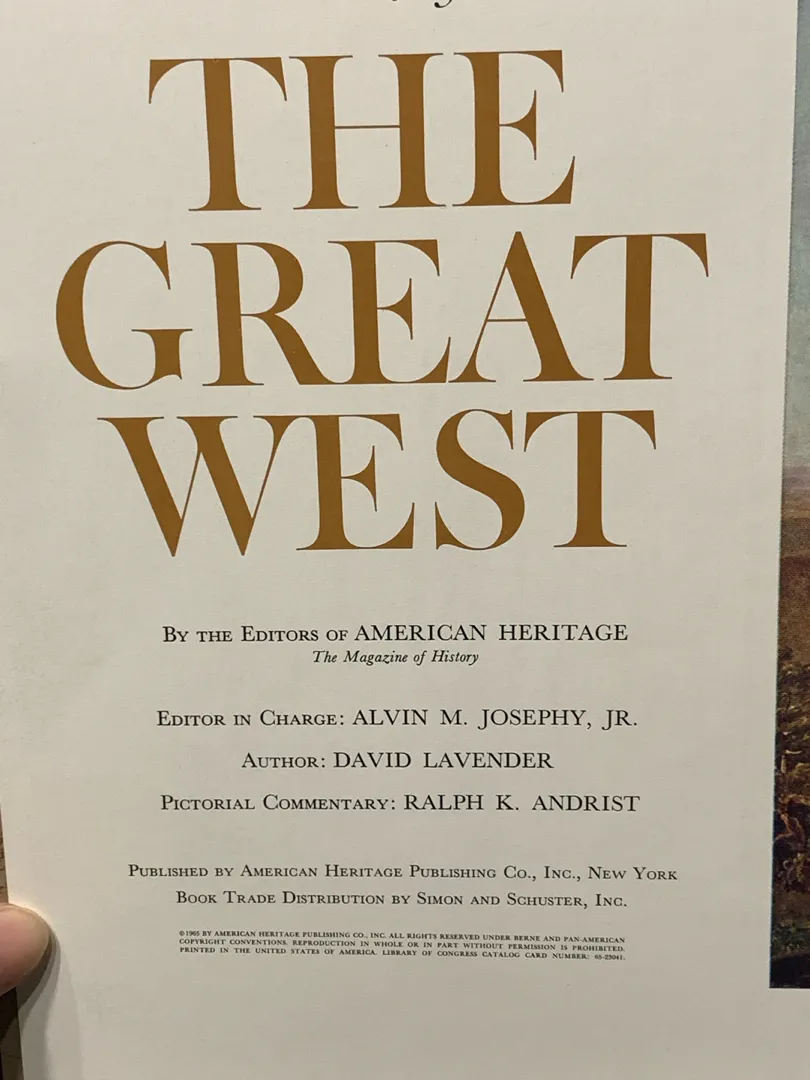 THE
GREAT
WEST
BY THE EDITORS OF AMERICAN HERITAGE
The Magazine of History
EDITOR IN CHARGE: ALVIN M. JOSEPHY, JR.
AUTHOR: DAVID LAVENDER
PICTORIAL COMMENTARY: RALPH K. ANDRIST
PUBLISHED BY AMERICAN HERITAGE PUBLISHING CO., INC., NEW YORK
BOOK TRADE DISTRIBUTION BY SIMON AND SCHUSTER, INC.
©1965 BY AMERICAN HERITAGE PUBLISHING CO., INC. ALL RIGHTS RESERVED UNDER BERNE AND PAN-AMERICAN
COPYRIGHT CONVENTIONS. REPRODUCTION IN WHOLE OR IN PART WITHOUT PERMISSION IS PROHIBITED.
PRINTED IN THE UNITED STATES OF AMERICA. LIBRARY OF CONGRESS CATALOG CARD NUMBER: 65-23041.